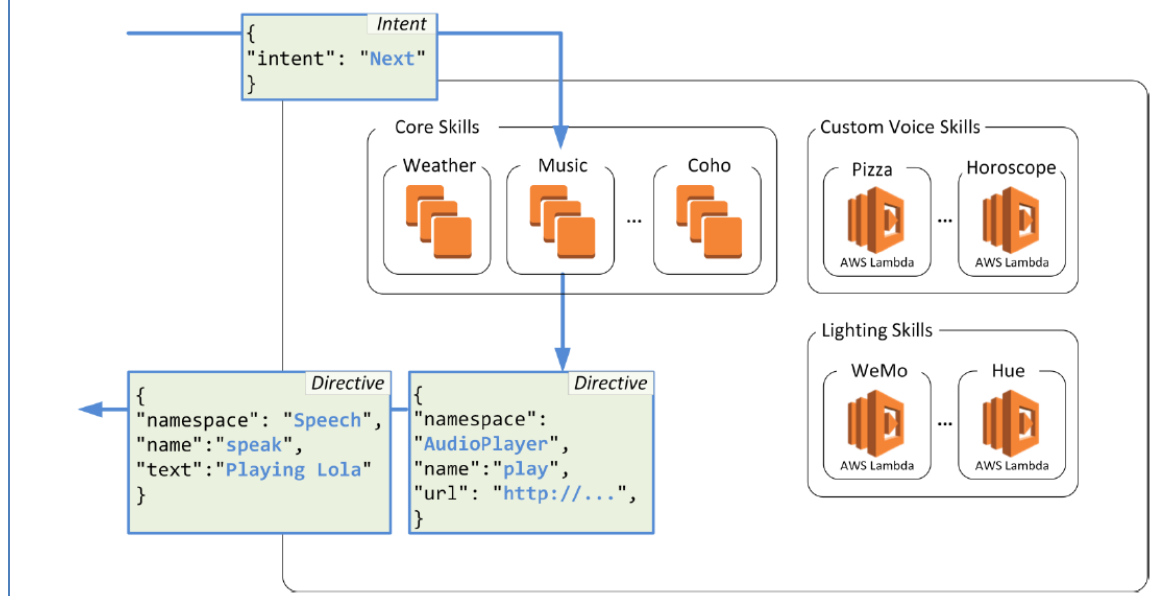 Intent
{
"intent": "Next"
}
Core Skills
Weather
Music
...
Coho
Custom Voice Skills
Pizza
AWS Lambda
...
Horoscope
AWS Lambda
Lighting Skills
WeMo
AWS Lambda
...
Hue
AWS Lambda
Directive
{
"namespace": "Speech",
"name":"speak",
"text":"Playing Lola"
}
Directive
{
"namespace":
"AudioPlayer",
"name":"play",
"url": "http://...",
}